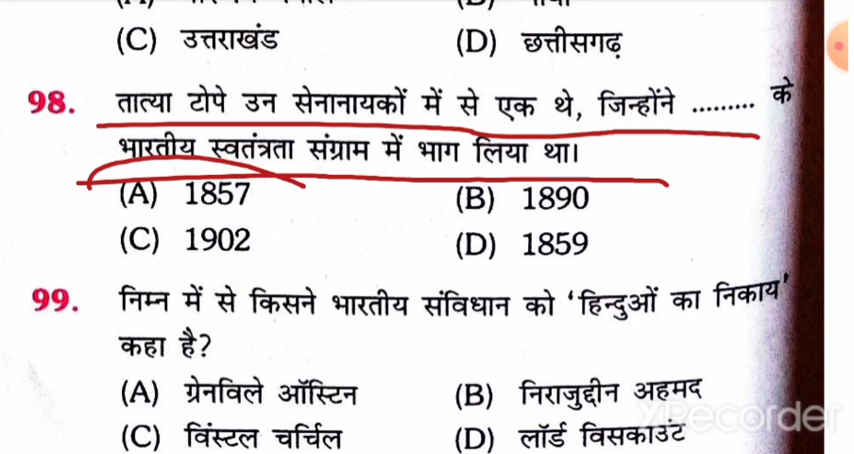 (C) उत्तराखंड (D) छत्तीसगढ़
98. तात्या टोपे उन सेनानायकों में से एक थे, जिन्होंने ......... के
भारतीय स्वतंत्रता संग्राम में भाग लिया था।
(A) 1857 (B) 1890
(C) 1902 (D) 1859
99. निम्न में से किसने भारतीय संविधान को ‘हिन्दुओं का निकाय’
कहा है?
(A) ग्रेनविले ऑस्टिन (B) निराजुद्दीन अहमद
(C) विंस्टल चर्चिल (D) लॉर्ड विसकाउंट
XRecorder